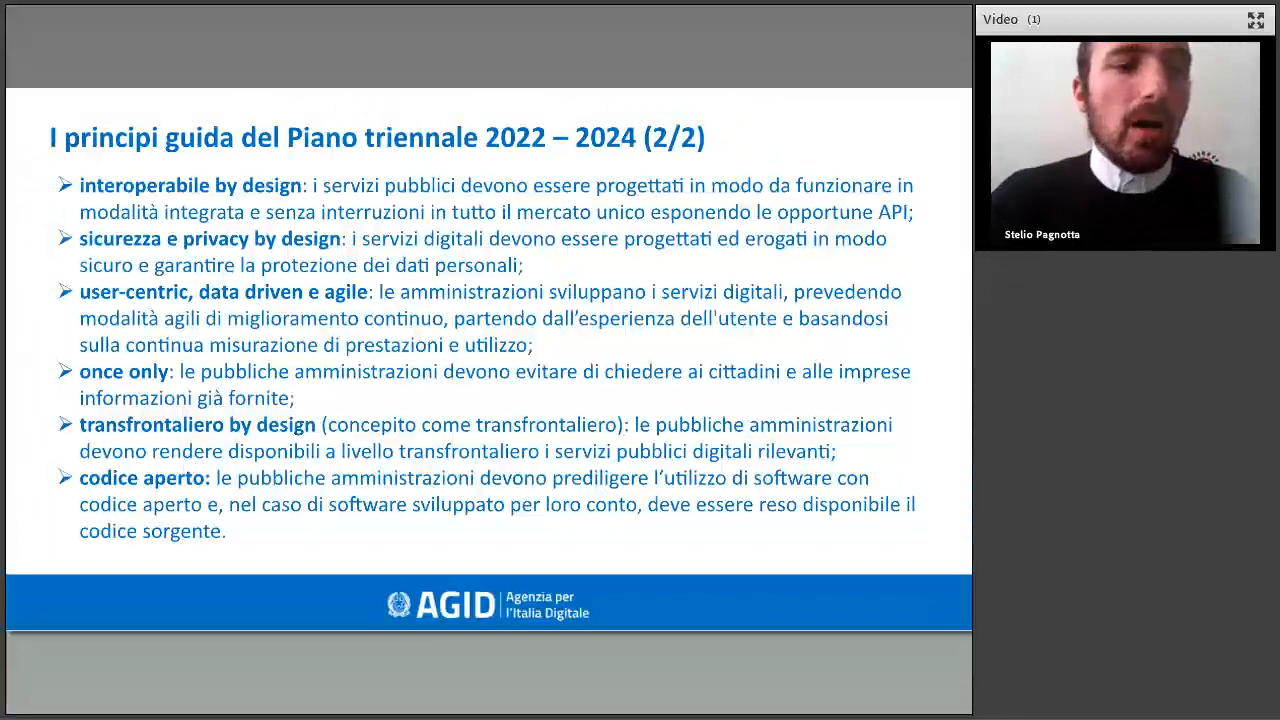 Video (1)
Stelio Pagnotta
I principi guida del Piano triennale 2022 – 2024 (2/2)
➢ interoperabile by design: i servizi pubblici devono essere progettati in modo da funzionare in
modalità integrata e senza interruzioni in tutto il mercato unico esponendo le opportune API;
➢ sicurezza e privacy by design: i servizi digitali devono essere progettati ed erogati in modo
sicuro e garantire la protezione dei dati personali;
➢ user-centric, data driven e agile: le amministrazioni sviluppano i servizi digitali, prevedendo
modalità agili di miglioramento continuo, partendo dall’esperienza dell'utente e basandosi
sulla continua misurazione di prestazioni e utilizzo;
➢ once only: le pubbliche amministrazioni devono evitare di chiedere ai cittadini e alle imprese
informazioni già fornite;
➢ transfrontaliero by design (concepito come transfrontaliero): le pubbliche amministrazioni
devono rendere disponibili a livello transfrontaliero i servizi pubblici digitali rilevanti;
➢ codice aperto: le pubbliche amministrazioni devono prediligere l’utilizzo di software con
codice aperto e, nel caso di software sviluppato per loro conto, deve essere reso disponibile il
codice sorgente.
AGID
Agenzia per
l'Italia Digitale